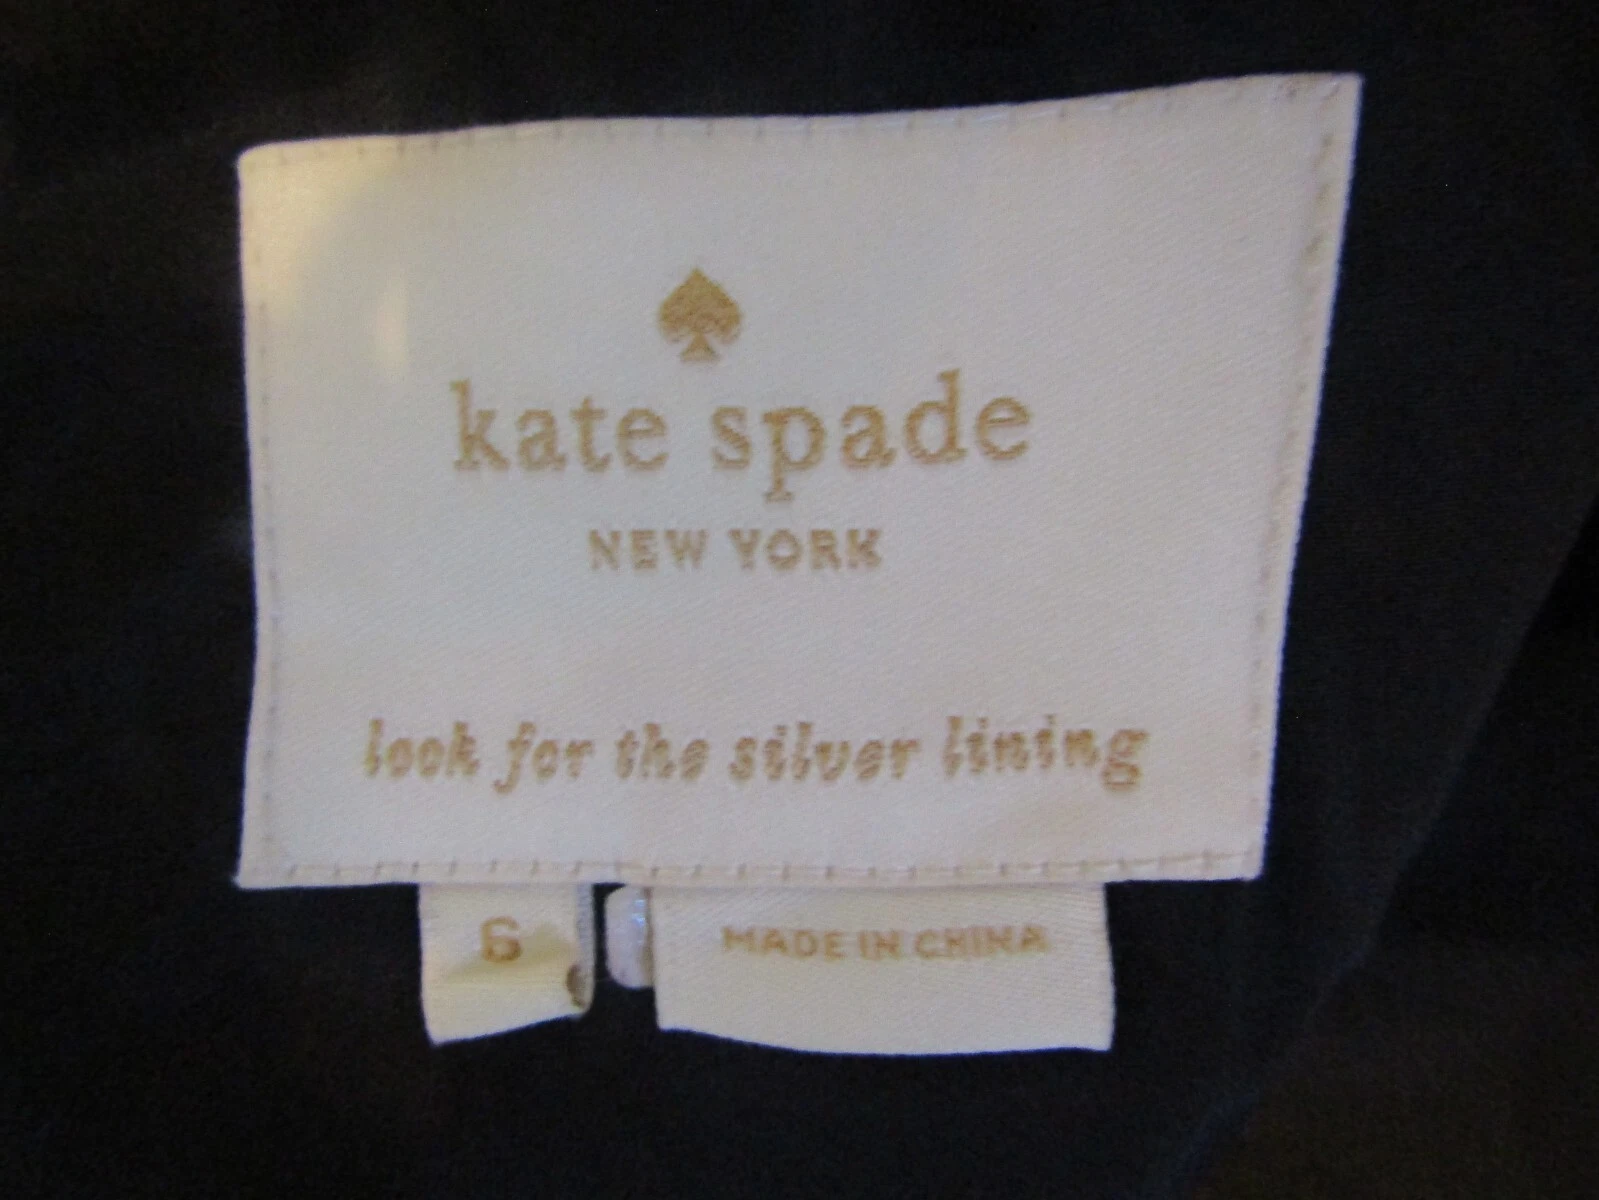 kate spade
NEW YORK
look for the silver lining
6
MADE IN CHINA